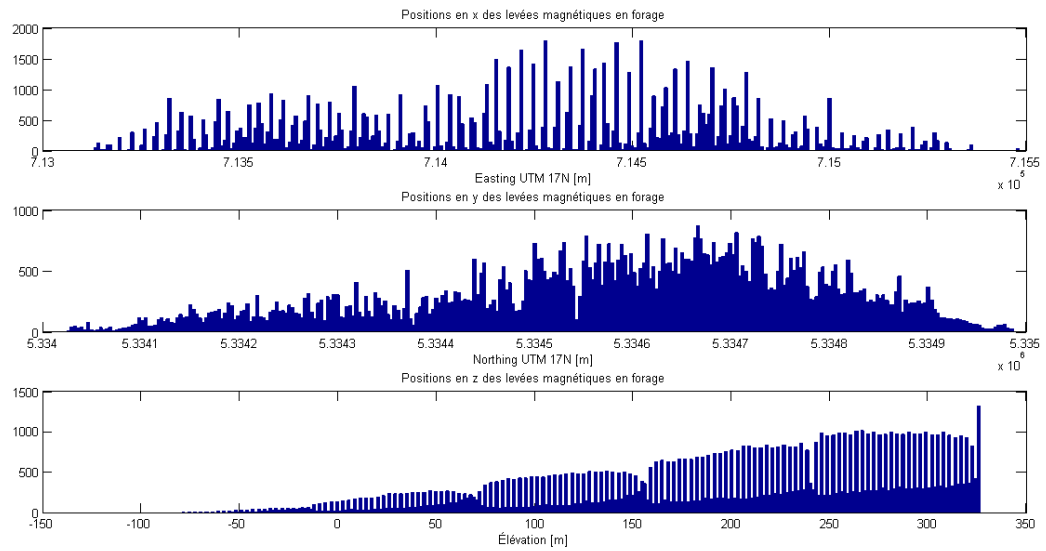 Positions en x des levées magnétiques en forage
2000
1500
1000
500
0
7.13 7.135 7.14 7.145 7.15 7.155
Easting UTM 17N [m]
x 10^5
Positions en y des levées magnétiques en forage
1000
500
0
5.334 5.3341 5.3342 5.3343 5.3344 5.3345 5.3346 5.3347 5.3348 5.3349 5.335
Northing UTM 17N [m]
x 10^6
Positions en z des levées magnétiques en forage
1500
1000
500
0
-150 -100 -50 0 50 100 150 200 250 300 350
Élévation [m]